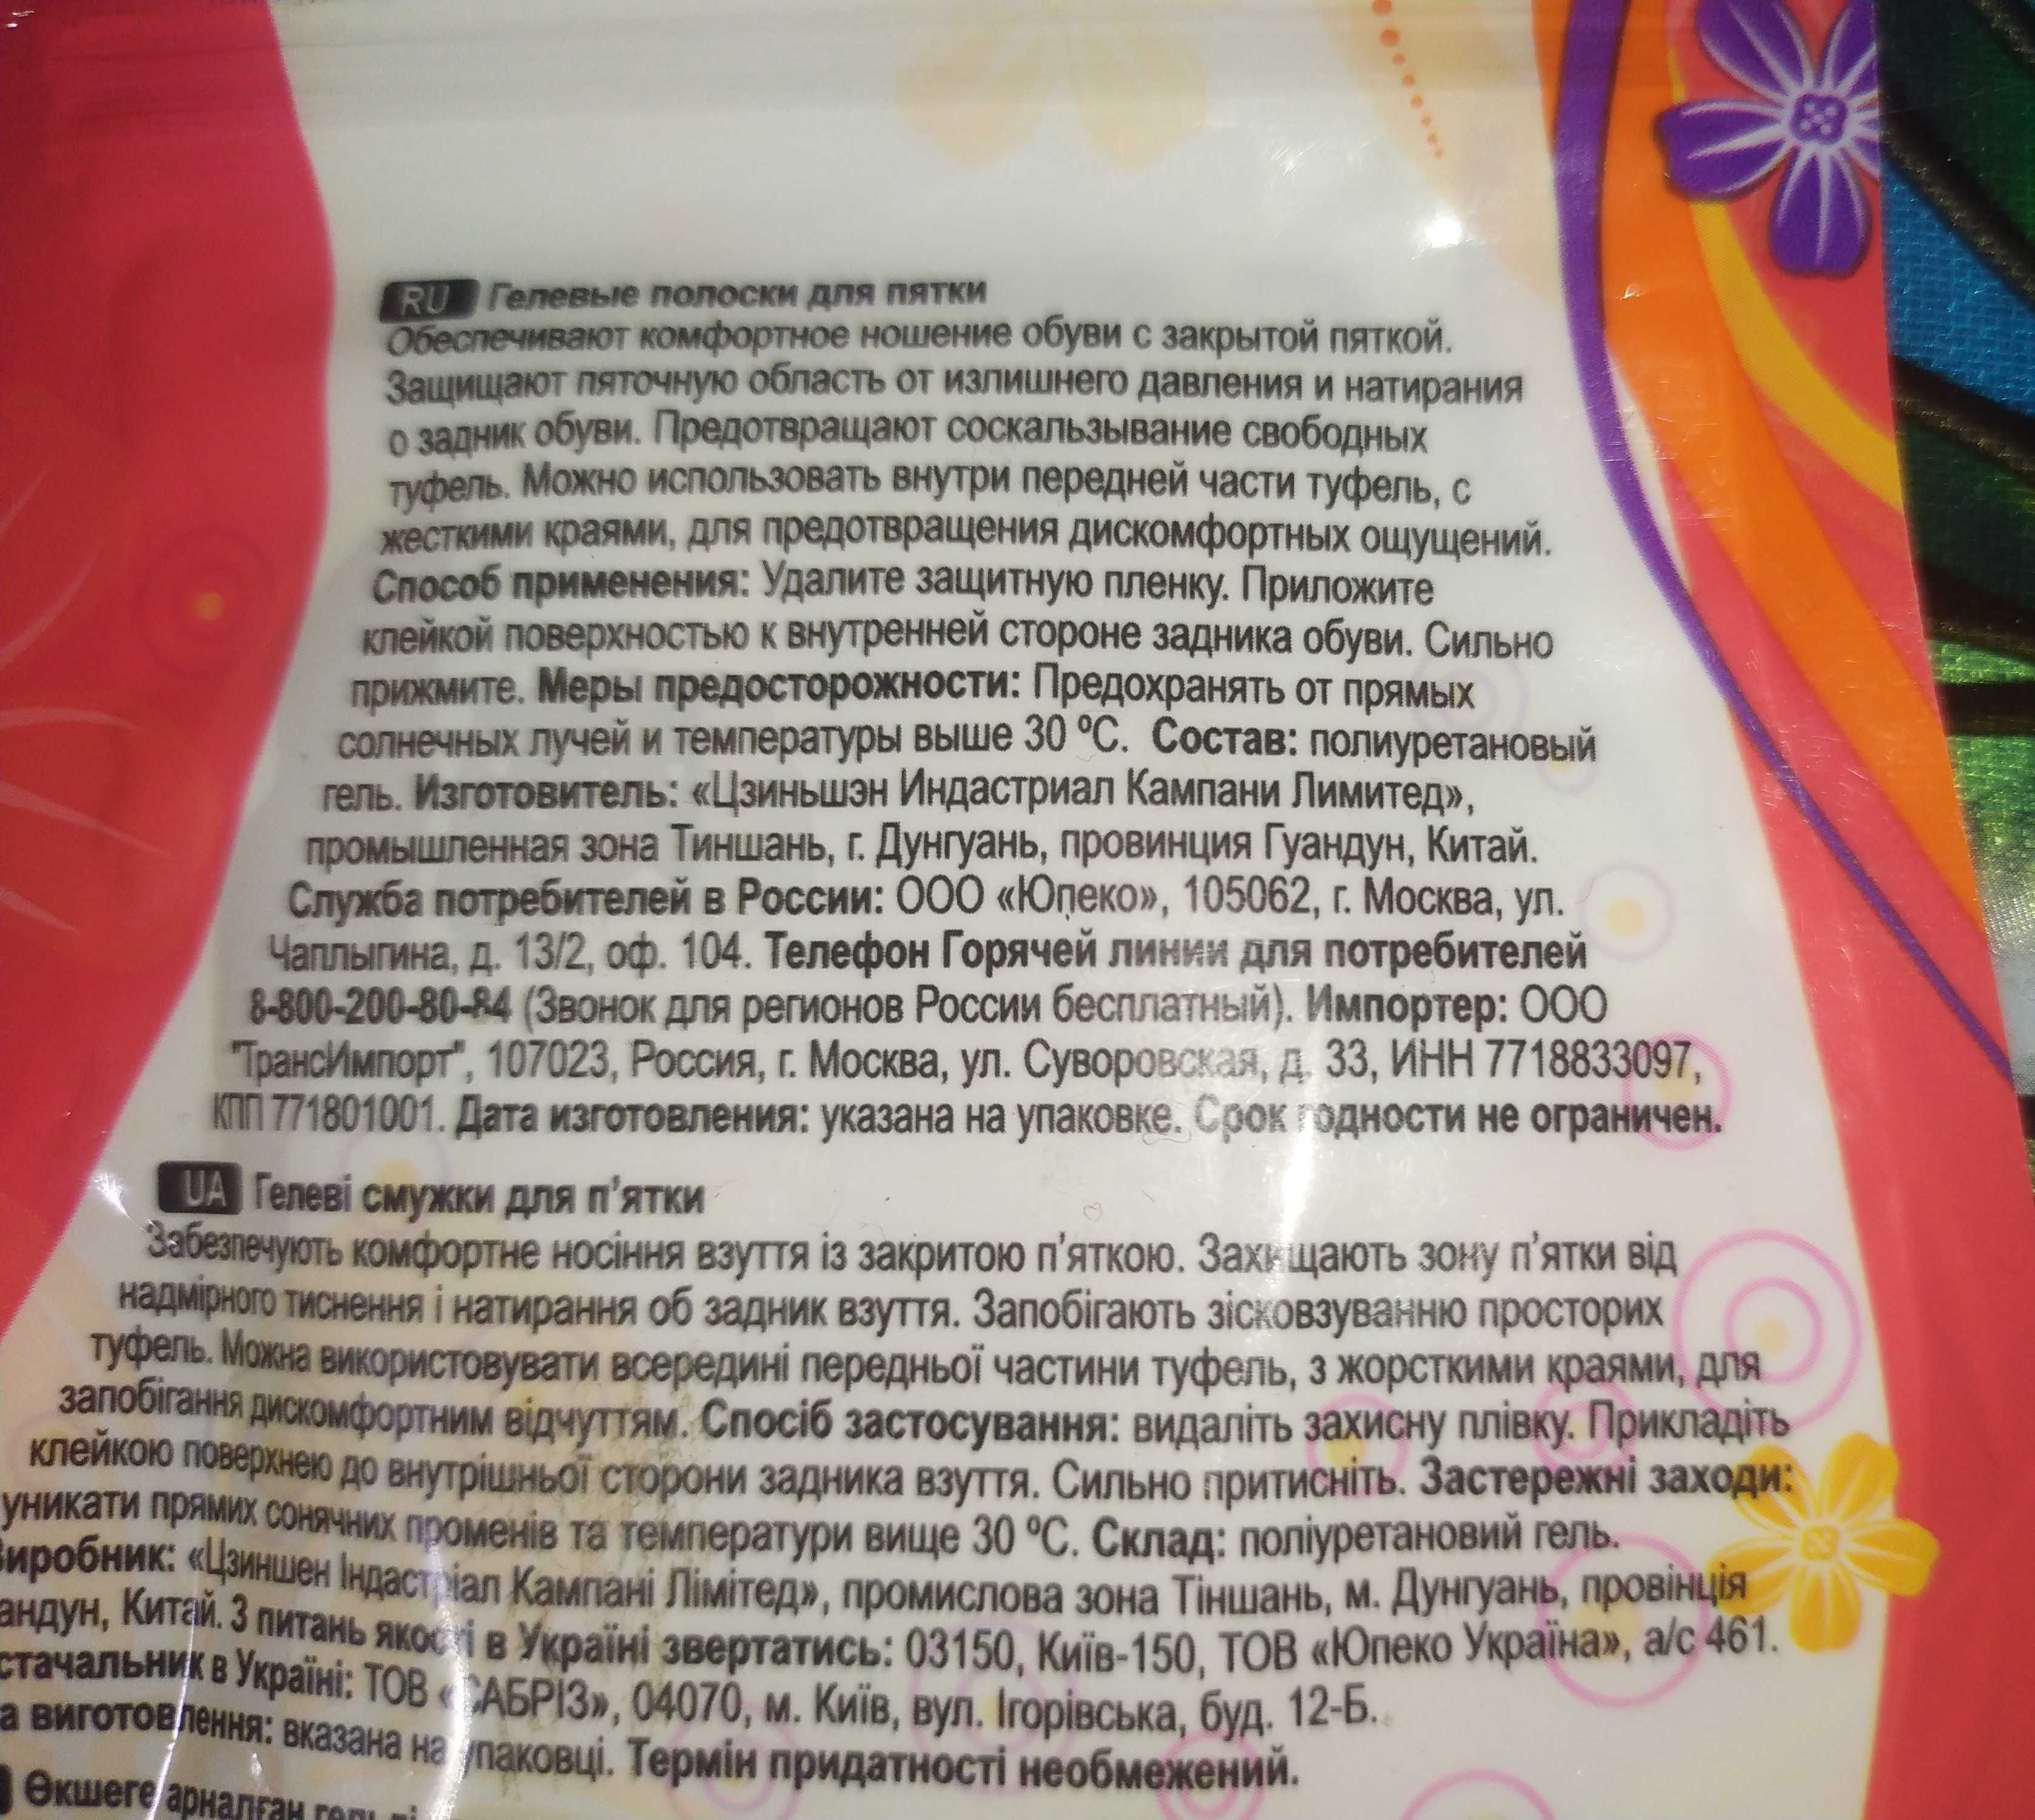 RU Гелевые полоски для пятки
Обеспечивают комфортное ношение обуви с закрытой пяткой.
Защищают пяточную область от излишнего давления и натирания
о задник обуви. Предотвращают соскальзывание свободных
туфель. Можно использовать внутри передней части туфель, с
жесткими краями, для предотвращения дискомфортных ощущений.
Способ применения: Удалите защитную пленку. Приложите
клейкой поверхностью к внутренней стороне задника обуви. Сильно
прижмите. Меры предосторожности: Предохранять от прямых
солнечных лучей и температуры выше 30 ºС. Состав: полиуретановый
гель. Изготовитель: «Цзиньшэн Индастриал Кампани Лимитед»,
промышленная зона Тиншань, г. Дунгуань, провинция Гуандун, Китай.
Служба потребителей в России: ООО «Юпеко», 105062, г. Москва, ул.
Чаплыгина, д. 13/2, оф. 104. Телефон Горячей линии для потребителей
8-800-200-80-84 (Звонок для регионов России бесплатный). Импортер: ООО
"ТрансИмпорт", 107023, Россия, г. Москва, ул. Суворовская, д. 33, ИНН 7718833097,
КПП 771801001. Дата изготовления: указана на упаковке. Срок годности не ограничен.
UA Гелеві смужки для п'ятки
Забезпечують комфортне носіння взуття із закритою п'яткою. Захищають зону п'ятки від
надмірного тиснення і натирання об задник взуття. Запобігають зісковзуванню просторих
туфель. Можна використовувати всередині передньої частини туфель, з жорсткими краями, для
запобігання дискомфортним відчуттям. Спосіб застосування: видаліть захисну плівку. Прикладіть
клейкою поверхнею до внутрішньої сторони задника взуття. Сильно притисніть. Застережні заходи:
уникати прямих сонячних променів та температури вище 30 ºС. Склад: поліуретановий гель.
иробник: «Цзиншен Індастріал Кампані Лімітед», промислова зона Тіншань, м. Дунгуань, провінція
андун, Китай. З питань якості в Україні звертатись: 03150, Київ-150, ТОВ «Юпеко Україна», а/с 461.
стачальник в Україні: ТОВ «САБРІЗ», 04070, м. Київ, вул. Ігорівська, буд. 12-Б.
а виготовлення: вказана на упаковці. Термін придатності необмежений.
Өкшеге арналған